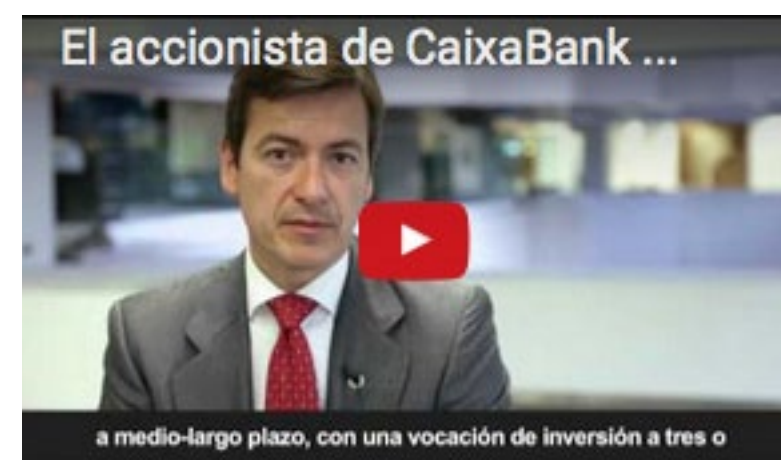 El accionista de CaixaBank ...
a medio-largo plazo, con una vocación de inversión a tres o